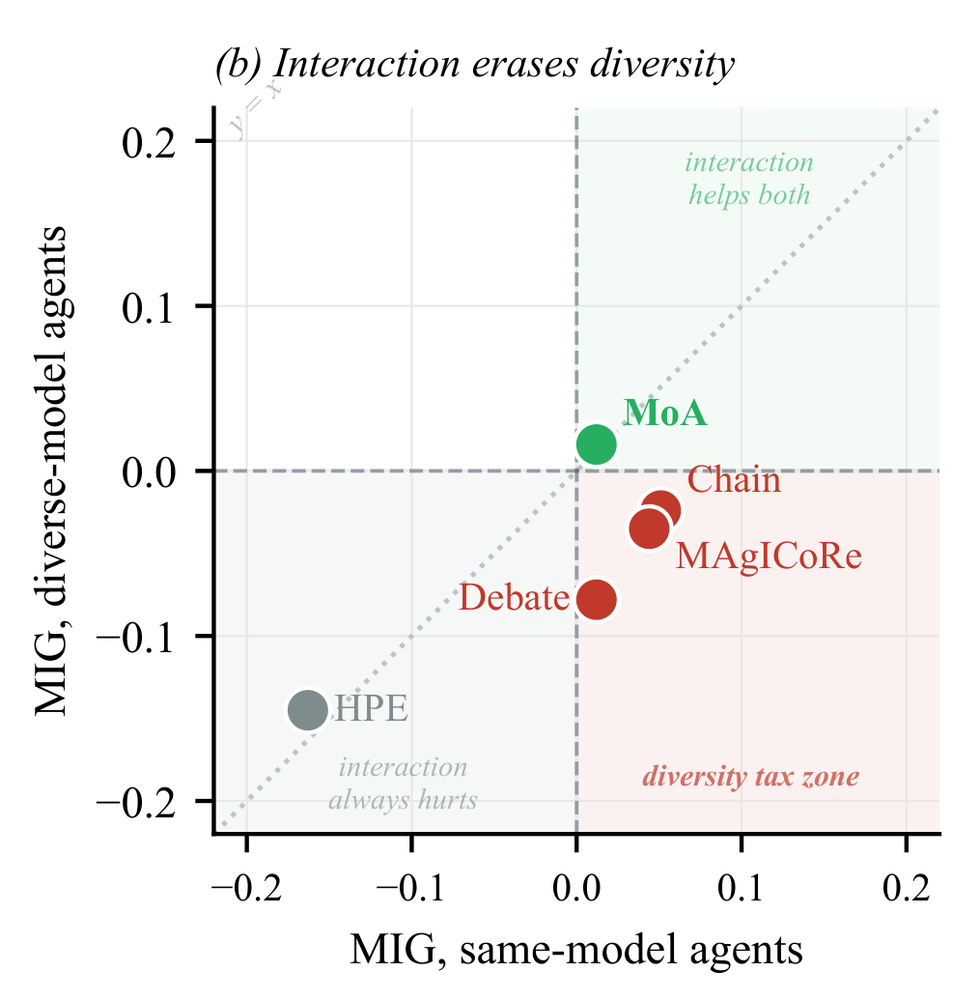 (b) Interaction erases diversity
y = x
0.2
interaction
helps both
0.1
MoA
0.0
Chain
MAgICoRe
Debate
−0.1
HPE
interaction
always hurts
diversity tax zone
−0.2
−0.2
−0.1
0.0
0.1
0.2
MIG, same-model agents
MIG, diverse-model agents